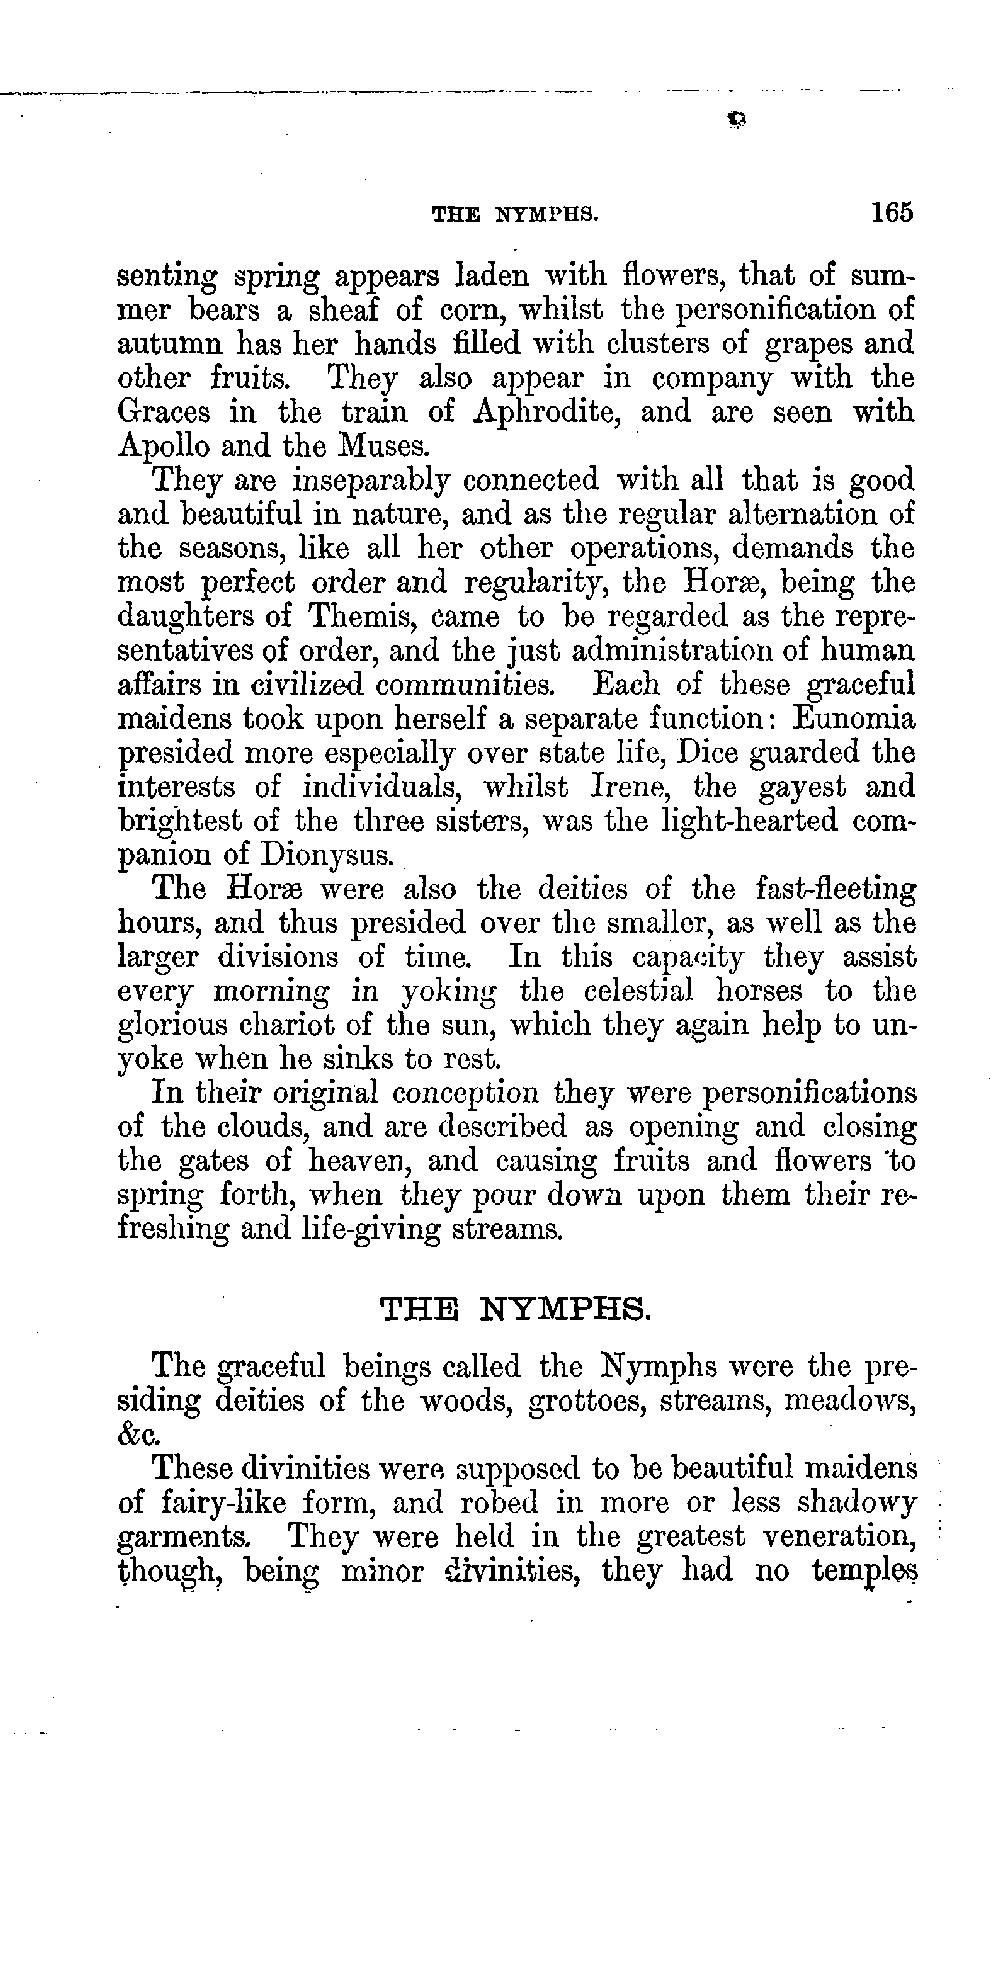 THE NYMPHS. 165
senting spring appears laden with flowers, that of sum-
mer bears a sheaf of corn, whilst the personification of
autumn has her hands filled with clusters of grapes and
other fruits. They also appear in company with the
Graces in the train of Aphrodite, and are seen with
Apollo and the Muses.
They are inseparably connected with all that is good
and beautiful in nature, and as the regular alternation of
the seasons, like all her other operations, demands the
most perfect order and regularity, the Horæ, being the
daughters of Themis, came to be regarded as the repre-
sentatives of order, and the just administration of human
affairs in civilized communities. Each of these graceful
maidens took upon herself a separate function: Eunomia
presided more especially over state life, Dice guarded the
interests of individuals, whilst Irene, the gayest and
brightest of the three sisters, was the light-hearted com-
panion of Dionysus.
The Horæ were also the deities of the fast-fleeting
hours, and thus presided over the smaller, as well as the
larger divisions of time. In this capacity they assist
every morning in yoking the celestial horses to the
glorious chariot of the sun, which they again help to un-
yoke when he sinks to rest.
In their original conception they were personifications
of the clouds, and are described as opening and closing
the gates of heaven, and causing fruits and flowers to
spring forth, when they pour down upon them their re-
freshing and life-giving streams.
THE NYMPHS.
The graceful beings called the Nymphs were the pre-
siding deities of the woods, grottoes, streams, meadows,
&c.
These divinities were supposed to be beautiful maidens
of fairy-like form, and robed in more or less shadowy
garments. They were held in the greatest veneration,
though, being minor divinities, they had no temples